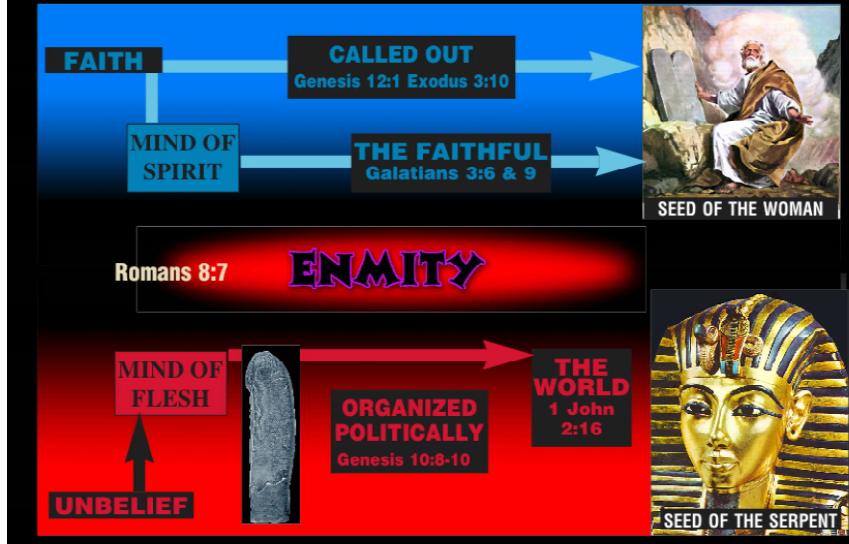 FAITH
CALLED OUT
Genesis 12:1 Exodus 3:10
MIND OF
SPIRIT
THE FAITHFUL
Galatians 3:6 & 9
SEED OF THE WOMAN
Romans 8:7
ENMITY
MIND OF
FLESH
THE
WORLD
1 John
2:16
ORGANIZED
POLITICALLY
Genesis 10:8-10
UNBELIEF
SEED OF THE SERPENT